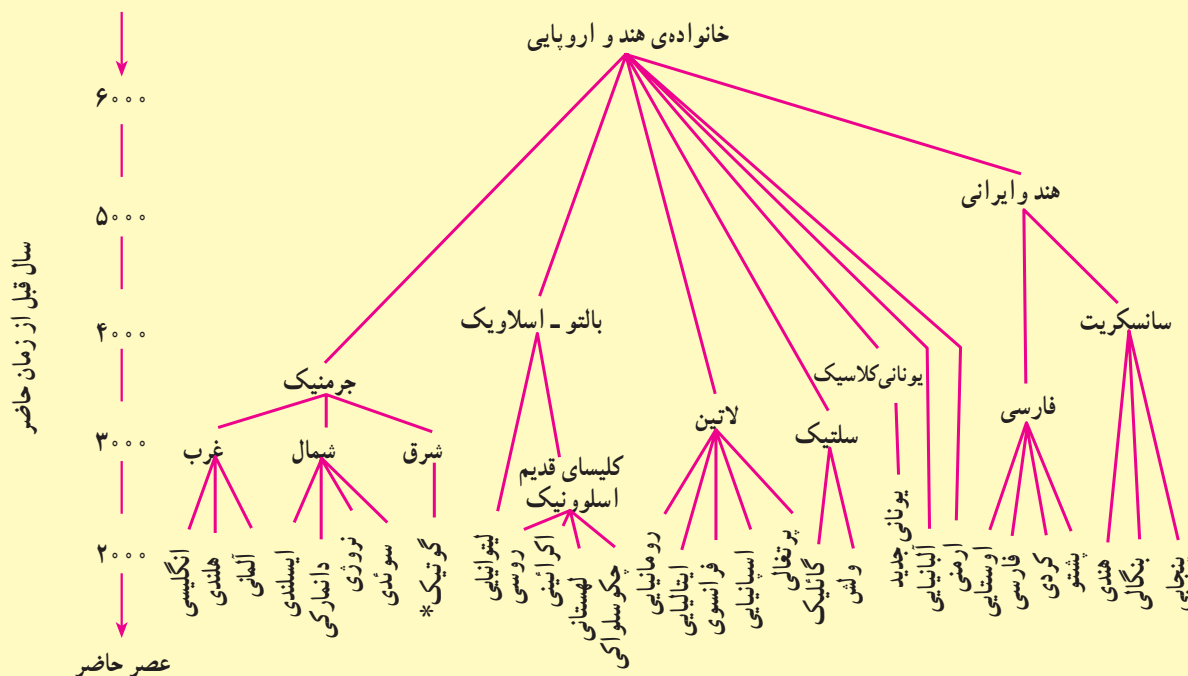 خانواده‌ی هند و اروپایی
هند و ایرانی
سانسکریت
بالتو ـ اسلاویک
یونانی کلاسیک
جرمنیک
فارسی
لاتین
سلتیک
شرق
شمال
غرب
کلیسای قدیم
اسلوونیک
پنجابی
بنگالی
هندی
پشتو
کردی
فارسی
اوستایی
ارمنی
آلبانیایی
یونانی جدید
ولش
گائلیک
پرتغالی
اسپانیایی
فرانسوی
ایتالیایی
رومانیایی
چکوسلواکی
لهستانی
اکرائینی
روسی
لیتوانیایی
گوتیک*
سوئدی
نروژی
دانمارکی
ایسلندی
آلمانی
هلندی
انگلیسی
سال قبل از زمان حاضر
۶۰۰۰
۵۰۰۰
۴۰۰۰
۳۰۰۰
۲۰۰۰
عصر حاضر